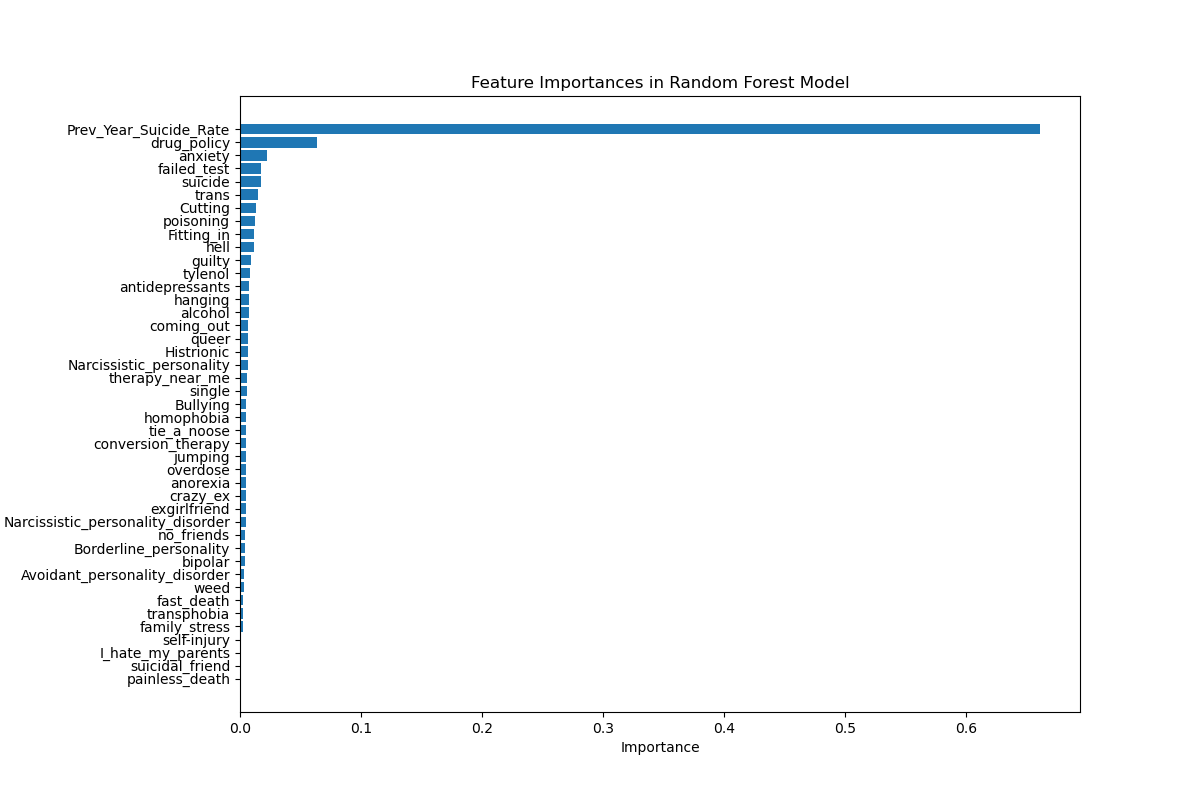 Feature Importances in Random Forest Model
Prev_Year_Suicide_Rate
drug_policy
anxiety
failed_test
suicide
trans
Cutting
poisoning
Fitting_in
hell
guilty
tylenol
antidepressants
hanging
alcohol
coming_out
queer
Histrionic
Narcissistic_personality
therapy_near_me
single
Bullying
homophobia
tie_a_noose
conversion_therapy
jumping
overdose
anorexia
crazy_ex
exgirlfriend
Narcissistic_personality_disorder
no_friends
Borderline_personality
bipolar
Avoidant_personality_disorder
weed
fast_death
transphobia
family_stress
self-injury
I_hate_my_parents
suicidal_friend
painless_death
0.0 0.1 0.2 0.3 0.4 0.5 0.6
Importance